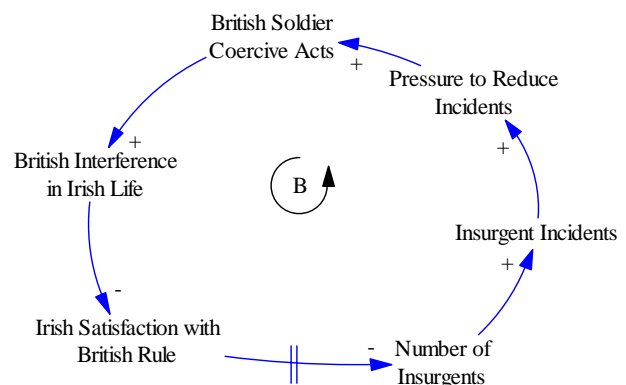 British Soldier
Coercive Acts
+
Pressure to Reduce
Incidents
+
British Interference
in Irish Life
B
+
Insurgent Incidents
+
-
Irish Satisfaction with
British Rule
-
Number of
Insurgents